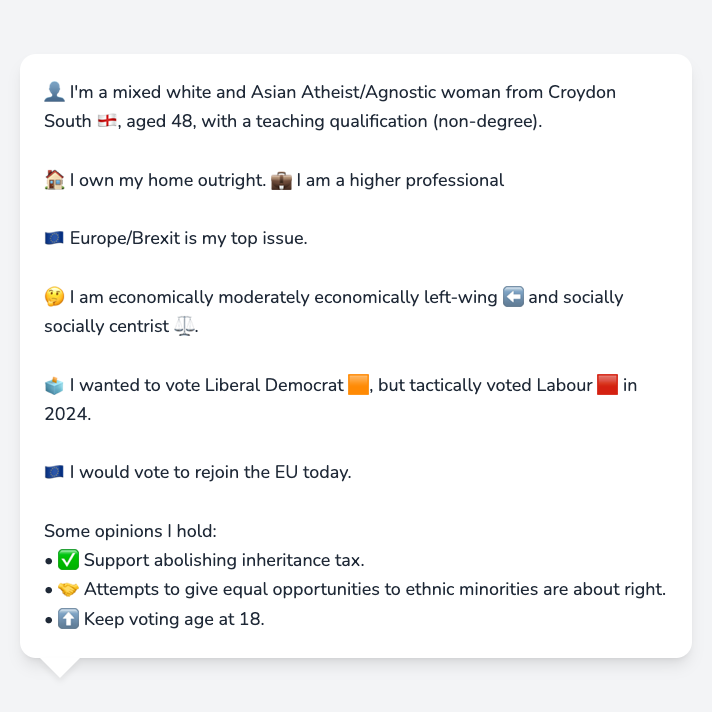 👤 I'm a mixed white and Asian Atheist/Agnostic woman from Croydon
South 🏴󠁧󠁢󠁥󠁮󠁧󠁿, aged 48, with a teaching qualification (non-degree).
🏠 I own my home outright. 💼 I am a higher professional
🇪🇺 Europe/Brexit is my top issue.
🤔 I am economically moderately economically left-wing ⬅️ and socially
socially centrist ⚖️.
🗳️ I wanted to vote Liberal Democrat 🟧, but tactically voted Labour 🟥 in
2024.
🇪🇺 I would vote to rejoin the EU today.
Some opinions I hold:
• ✅ Support abolishing inheritance tax.
• 🤝 Attempts to give equal opportunities to ethnic minorities are about right.
• ⬆️ Keep voting age at 18.